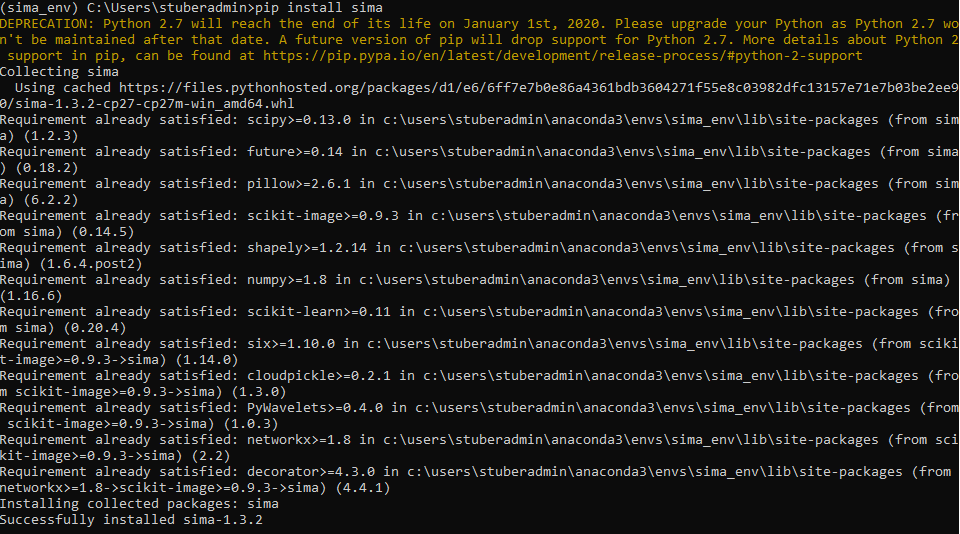 (sima_env) C:\Users\stuberadmin>pip install sima
DEPRECATION: Python 2.7 will reach the end of its life on January 1st, 2020. Please upgrade your Python as Python 2.7 wo
n't be maintained after that date. A future version of pip will drop support for Python 2.7. More details about Python 2
 support in pip, can be found at https://pip.pypa.io/en/latest/development/release-process/#python-2-support
Collecting sima
  Using cached https://files.pythonhosted.org/packages/d1/e6/6ff7e7b0e86a4361bdb3604271f55e8c03982dfc13157e71e7b03be2ee9
0/sima-1.3.2-cp27-cp27m-win_amd64.whl
Requirement already satisfied: scipy>=0.13.0 in c:\users\stuberadmin\anaconda3\envs\sima_env\lib\site-packages (from sim
a) (1.2.3)
Requirement already satisfied: future>=0.14 in c:\users\stuberadmin\anaconda3\envs\sima_env\lib\site-packages (from sima
) (0.18.2)
Requirement already satisfied: pillow>=2.6.1 in c:\users\stuberadmin\anaconda3\envs\sima_env\lib\site-packages (from sim
a) (6.2.2)
Requirement already satisfied: scikit-image>=0.9.3 in c:\users\stuberadmin\anaconda3\envs\sima_env\lib\site-packages (fr
om sima) (0.14.5)
Requirement already satisfied: shapely>=1.2.14 in c:\users\stuberadmin\anaconda3\envs\sima_env\lib\site-packages (from s
ima) (1.6.4.post2)
Requirement already satisfied: numpy>=1.8 in c:\users\stuberadmin\anaconda3\envs\sima_env\lib\site-packages (from sima)
(1.16.6)
Requirement already satisfied: scikit-learn>=0.11 in c:\users\stuberadmin\anaconda3\envs\sima_env\lib\site-packages (fro
m sima) (0.20.4)
Requirement already satisfied: six>=1.10.0 in c:\users\stuberadmin\anaconda3\envs\sima_env\lib\site-packages (from sciki
t-image>=0.9.3->sima) (1.14.0)
Requirement already satisfied: cloudpickle>=0.2.1 in c:\users\stuberadmin\anaconda3\envs\sima_env\lib\site-packages (fro
m scikit-image>=0.9.3->sima) (1.3.0)
Requirement already satisfied: PyWavelets>=0.4.0 in c:\users\stuberadmin\anaconda3\envs\sima_env\lib\site-packages (from
 scikit-image>=0.9.3->sima) (1.0.3)
Requirement already satisfied: networkx>=1.8 in c:\users\stuberadmin\anaconda3\envs\sima_env\lib\site-packages (from sci
kit-image>=0.9.3->sima) (2.2)
Requirement already satisfied: decorator>=4.3.0 in c:\users\stuberadmin\anaconda3\envs\sima_env\lib\site-packages (from
networkx>=1.8->scikit-image>=0.9.3->sima) (4.4.1)
Installing collected packages: sima
Successfully installed sima-1.3.2